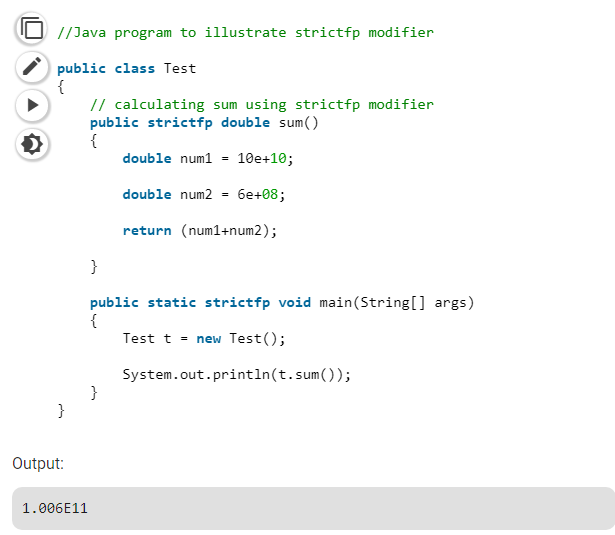 //Java program to illustrate strictfp modifier
public class Test
{
// calculating sum using strictfp modifier
public strictfp double sum()
{
double num1 = 10e+10;
double num2 = 6e+08;
return (num1+num2);
}
public static strictfp void main(String[] args)
{
Test t = new Test();
System.out.println(t.sum());
}
}
Output:
1.006E11